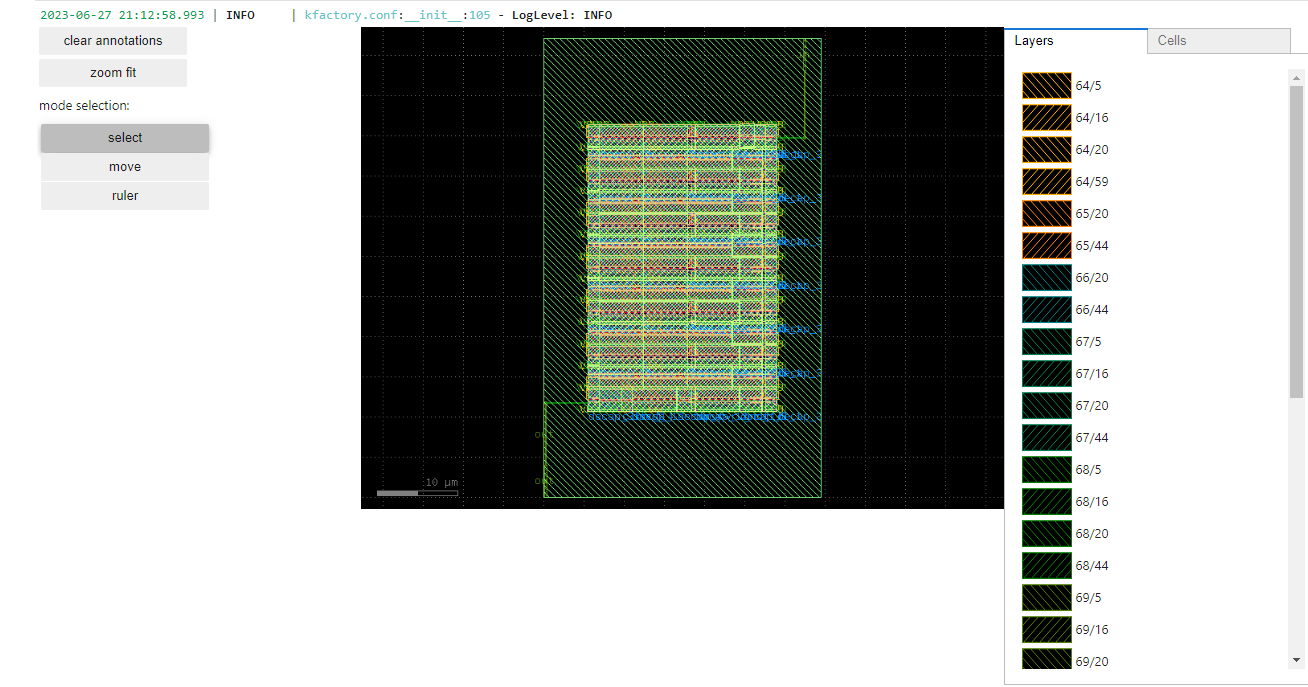 2023-06-27 21:12:58.993 | INFO     | kfactory.conf:__init__:105 - LogLevel: INFO
clear annotations
zoom fit
mode selection:
select
move
ruler
out
out
10 µm
Layers
Cells
64/5
64/16
64/20
64/59
65/20
65/44
66/20
66/44
67/5
67/16
67/20
67/44
68/5
68/16
68/20
68/44
69/5
69/16
69/20